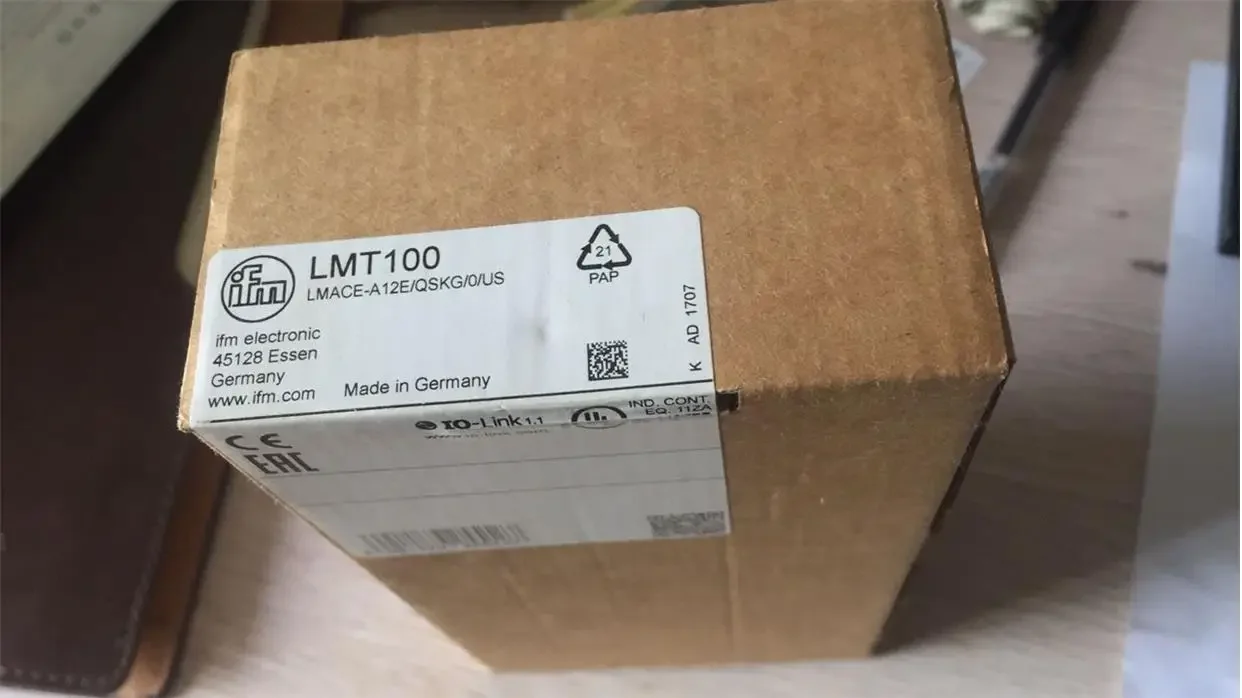 ifm
LMT100
LMACE-A12E/QSKG/0/US
21
PAP
ifm electronic
45128 Essen
Germany
www.ifm.com
Made in Germany
K AD 1707
IO-Link 1.1
IND. CONT.
EQ. 11ZA
CE
EAC